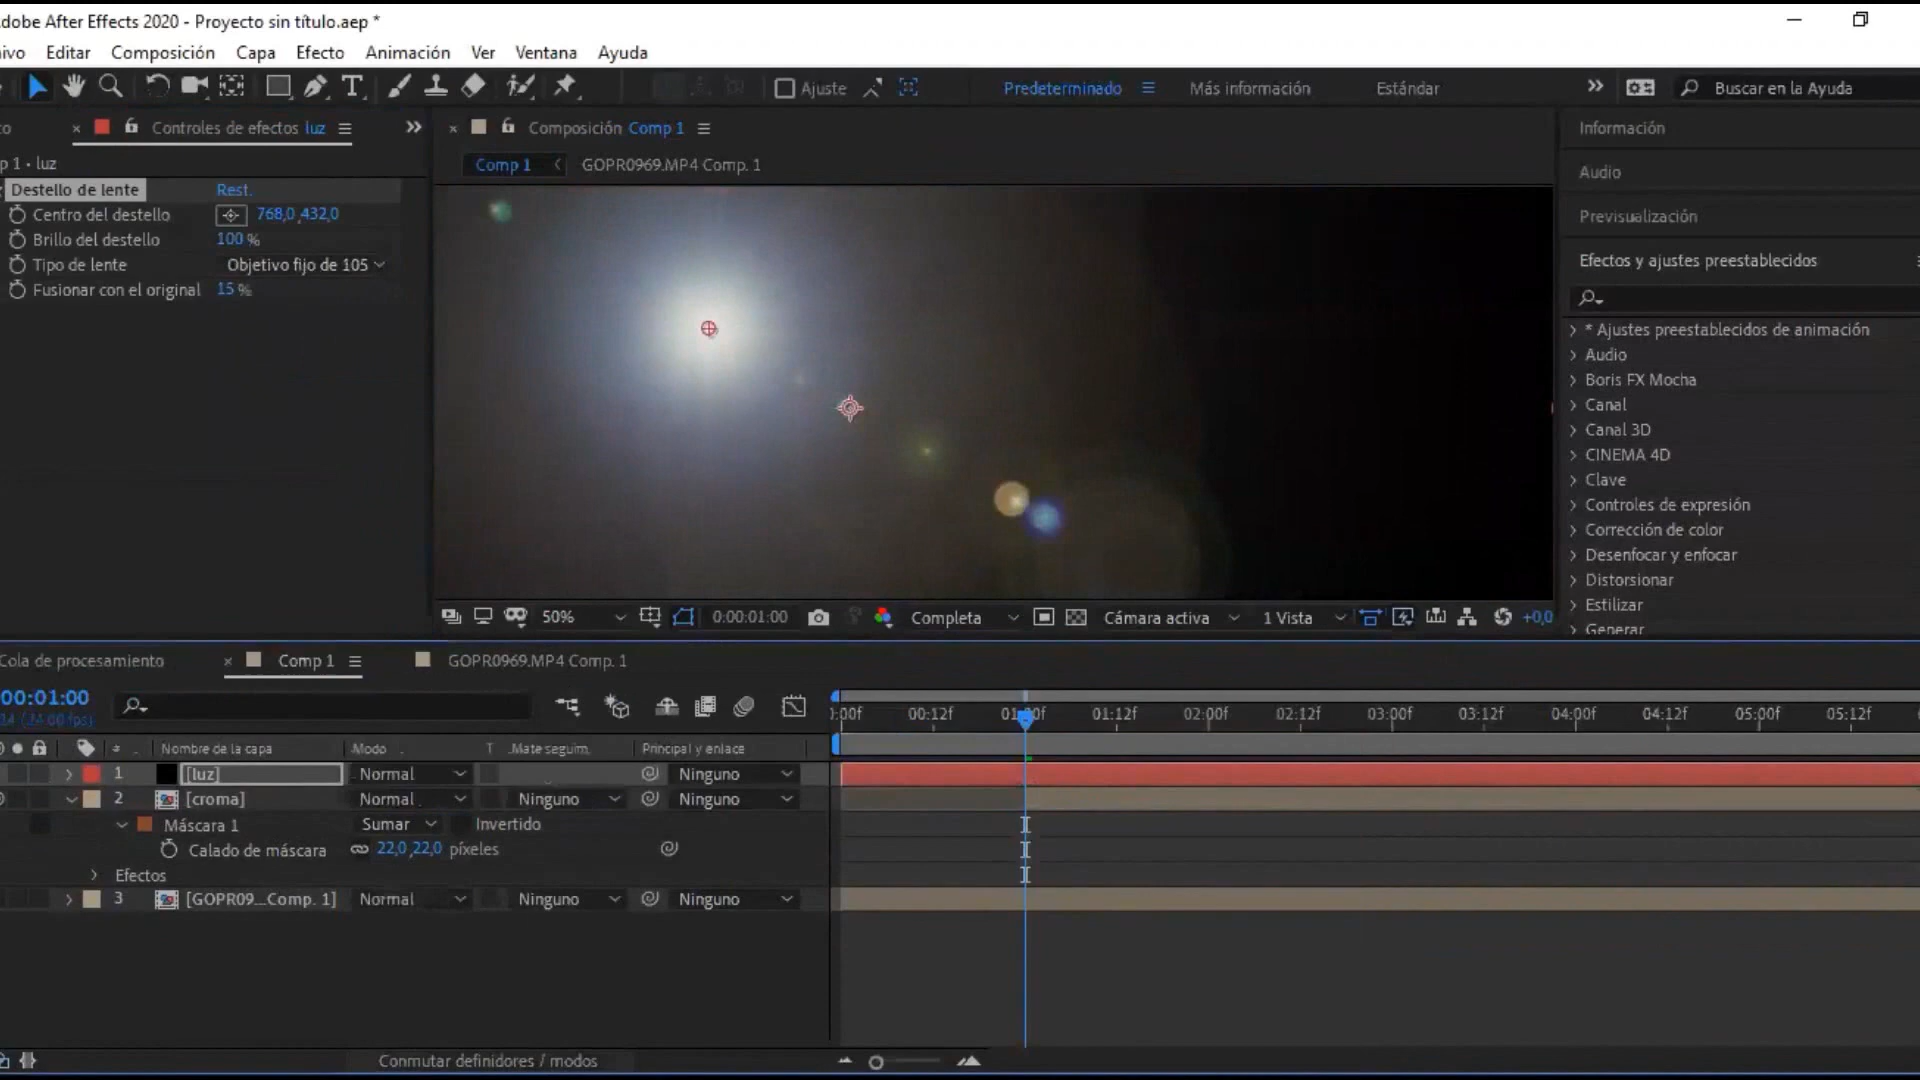 dobe After Effects 2020 - Proyecto sin título.aep *
ivo Editar Composición Capa Efecto Animación Ver Ventana Ayuda
T Ajuste Predeterminado Más información Estándar Buscar en la Ayuda
to Controles de efectos luz
p 1 · luz
Destello de lente Rest.
Centro del destello 768,0 ,432,0
Brillo del destello 100 %
Tipo de lente Objetivo fijo de 105
Fusionar con el original 15 %
Composición Comp 1
Comp 1 GOPR0969.MP4 Comp. 1
50% 0:00:01:00 Completa Cámara activa 1 Vista +0,0
Información
Audio
Previsualización
Efectos y ajustes preestablecidos
* Ajustes preestablecidos de animación
Audio
Boris FX Mocha
Canal
Canal 3D
CINEMA 4D
Clave
Controles de expresión
Corrección de color
Desenfocar y enfocar
Distorsionar
Estilizar
Generar
Cola de procesamiento Comp 1 GOPR0969.MP4 Comp. 1
00:01:00
(24.00 fps)
:00f 00:12f 01:00f 01:12f 02:00f 02:12f 03:00f 03:12f 04:00f 04:12f 05:00f 05:12f
# Nombre de la capa Modo T .Mate seguim. Principal y enlace
1 [luz] Normal Ninguno
2 [croma] Normal Ninguno Ninguno
Máscara 1 Sumar Invertido
Calado de máscara 22,0 ,22,0 píxeles
Efectos
3 [GOPR09...Comp. 1] Normal Ninguno Ninguno
Conmutar definidores / modos